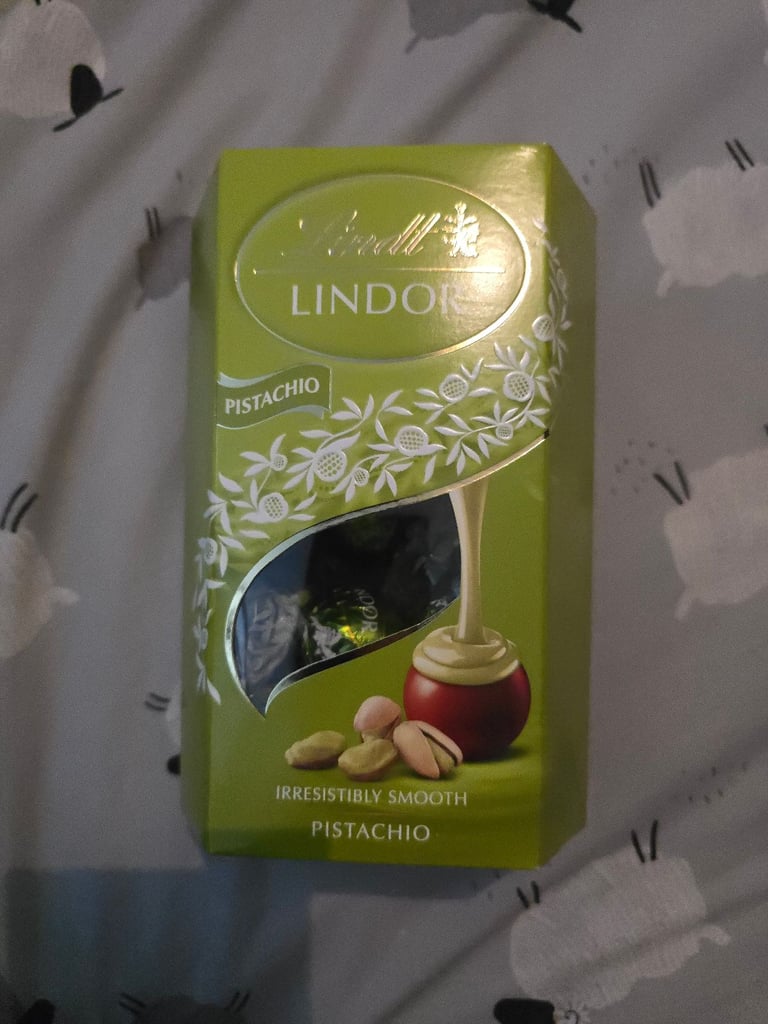 Lindt
LINDOR
PISTACHIO
IRRESISTIBLY SMOOTH
PISTACHIO